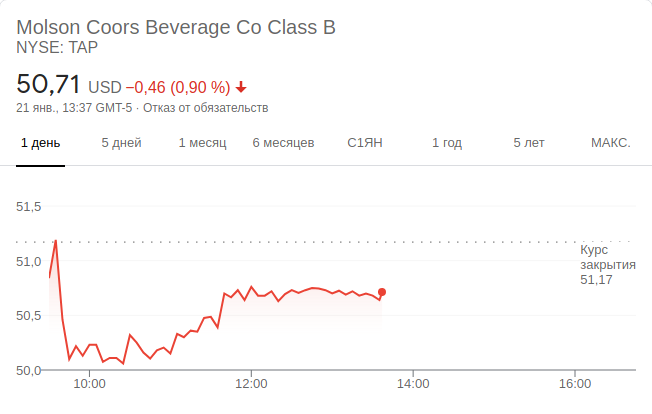 Molson Coors Beverage Co Class B
NYSE: TAP
50,71 USD −0,46 (0,90 %)
21 янв., 13:37 GMT-5 · Отказ от обязательств
1 день 5 дней 1 месяц 6 месяцев С1ЯН 1 год 5 лет МАКС.
51,5
51,0
50,5
50,0
Курс
закрытия
51,17
10:00 12:00 14:00 16:00